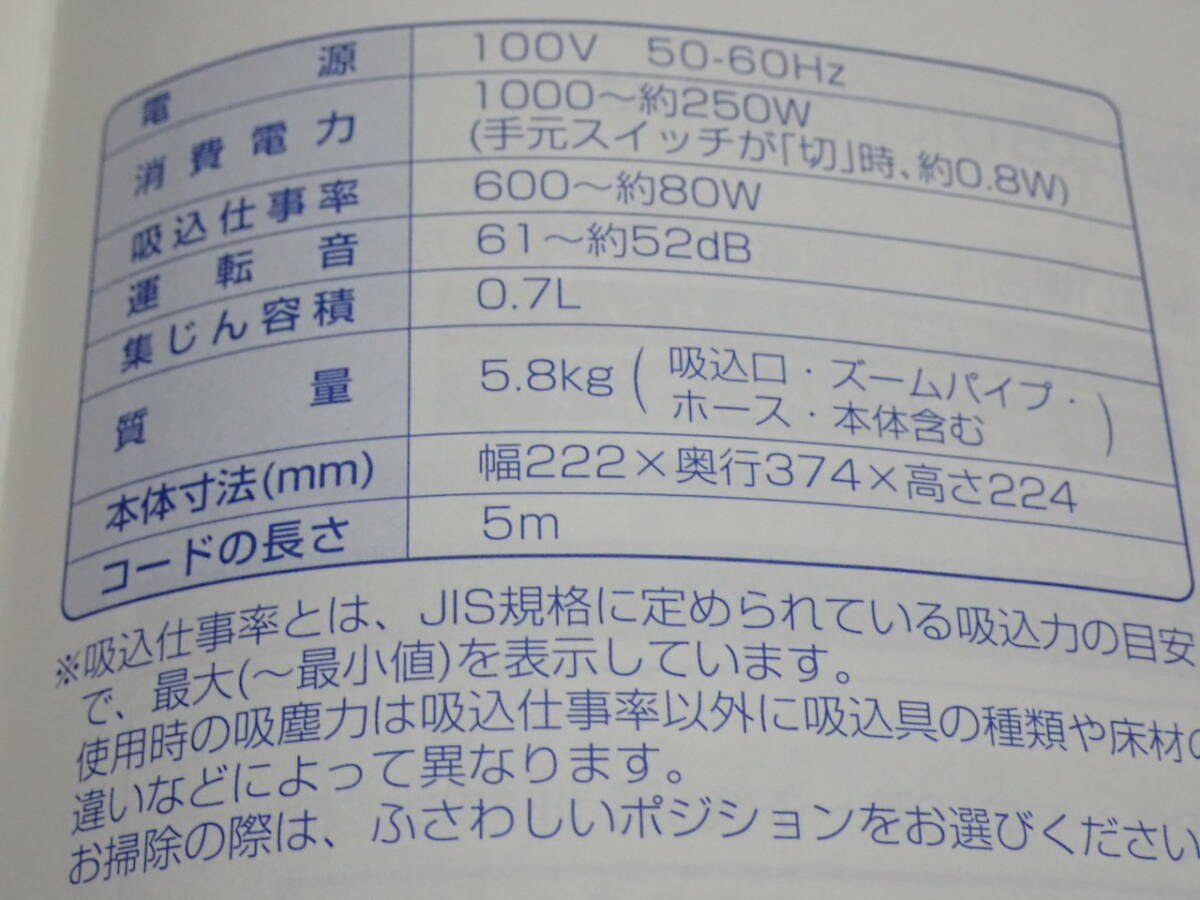 電源 100V 50-60Hz
消費電力 1000～約250W
(手元スイッチが「切」時、約0.8W)
吸込仕事率 600～約80W
運転音 61～約52dB
集じん容積 0.7L
質量 5.8kg (吸込口・ズームパイプ・
ホース・本体含む)
本体寸法(mm) 幅222×奥行374×高さ224
コードの長さ 5m
※吸込仕事率とは、JIS規格に定められている吸込力の目安
で、最大(～最小値)を表示しています。
使用時の吸塵力は吸込仕事率以外に吸込具の種類や床材の
違いなどによって異なります。
お掃除の際は、ふさわしいポジションをお選びください